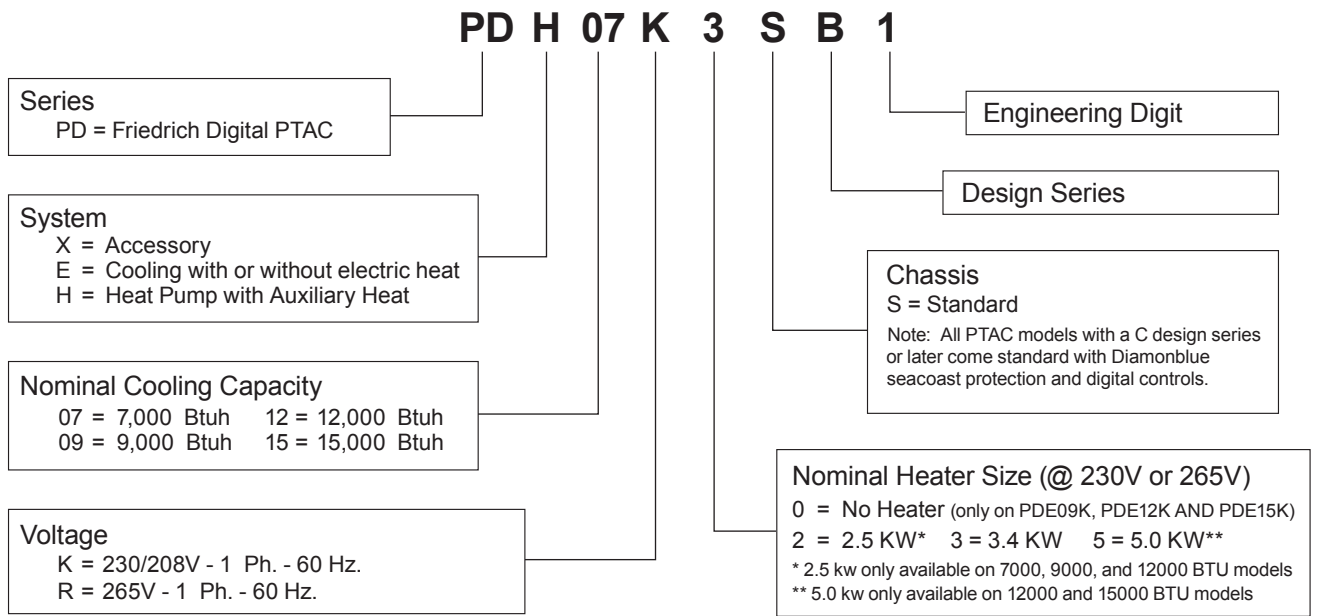 PD H 07 K 3 S B 1
Series
PD = Friedrich Digital PTAC
System
X = Accessory
E = Cooling with or without electric heat
H = Heat Pump with Auxiliary Heat
Nominal Cooling Capacity
07 = 7,000 Btuh 12 = 12,000 Btuh
09 = 9,000 Btuh 15 = 15,000 Btuh
Voltage
K = 230/208V - 1 Ph. - 60 Hz.
R = 265V - 1 Ph. - 60 Hz.
Engineering Digit
Design Series
Chassis
S = Standard
Note: All PTAC models with a C design series
or later come standard with Diamonblue
seacoast protection and digital controls.
Nominal Heater Size (@ 230V or 265V)
0 = No Heater (only on PDE09K, PDE12K AND PDE15K)
2 = 2.5 KW* 3 = 3.4 KW 5 = 5.0 KW**
* 2.5 kw only available on 7000, 9000, and 12000 BTU models
** 5.0 kw only available on 12000 and 15000 BTU models